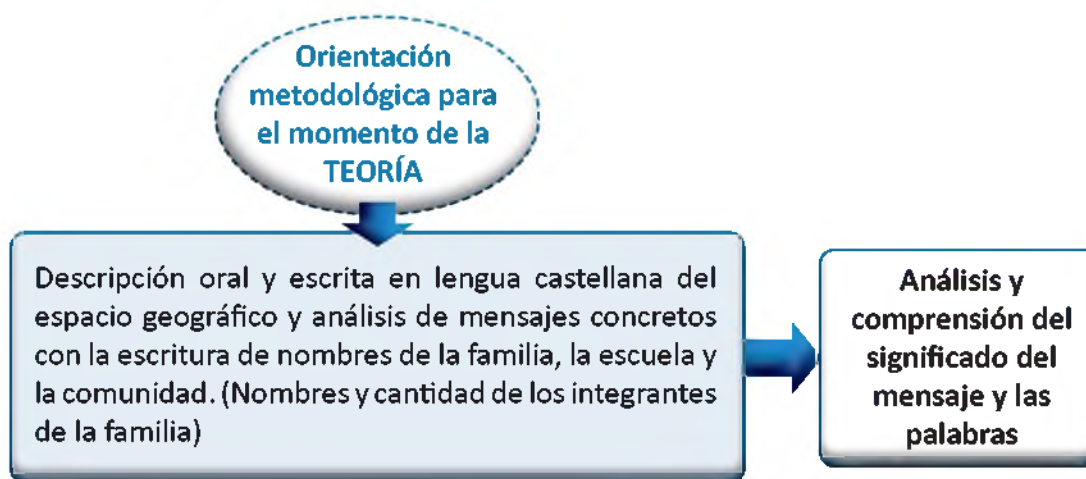 Orientación
metodológica para
el momento de la
TEORÍA
Descripción oral y escrita en lengua castellana del
espacio geográfico y análisis de mensajes concretos
con la escritura de nombres de la familia, la escuela y
la comunidad. (Nombres y cantidad de los integrantes
de la familia)
Análisis y
comprensión del
significado del
mensaje y las
palabras